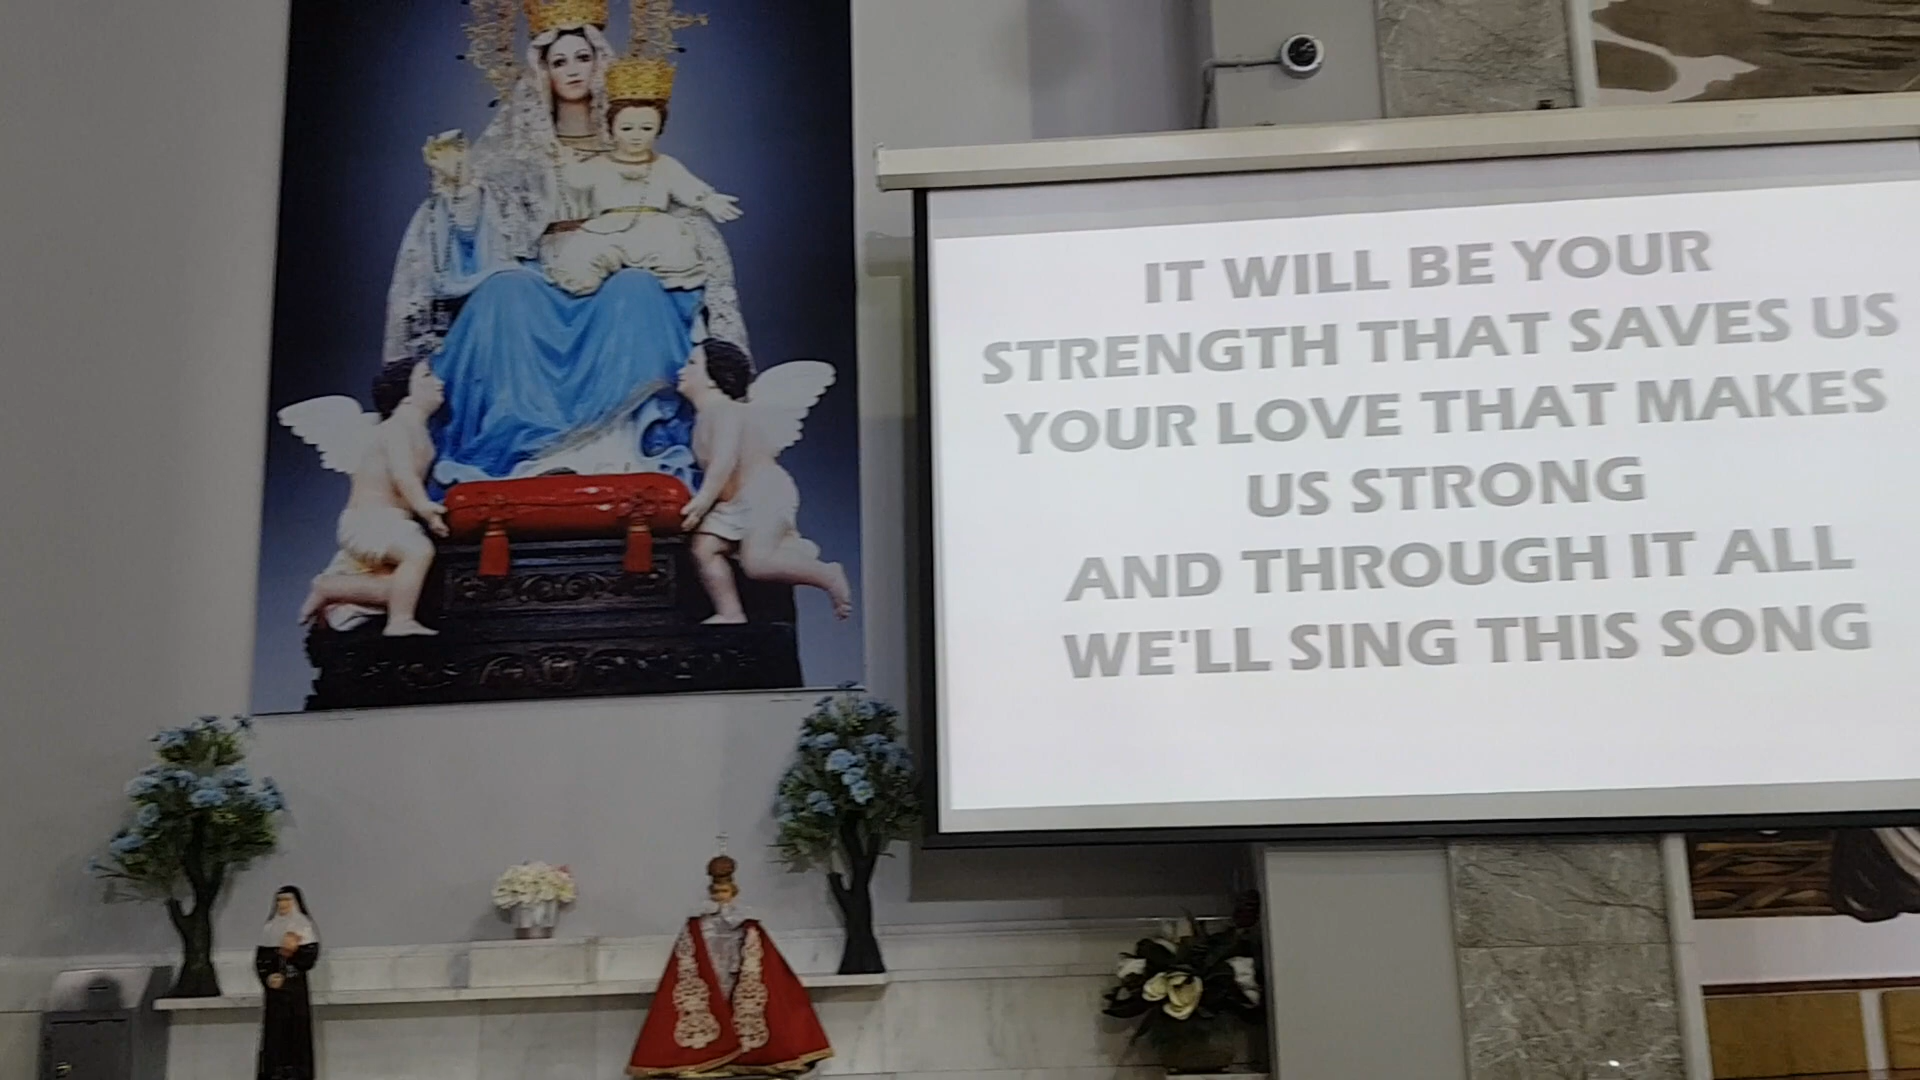 IT WILL BE YOUR
STRENGTH THAT SAVES US
YOUR LOVE THAT MAKES
US STRONG
AND THROUGH IT ALL
WE'LL SING THIS SONG